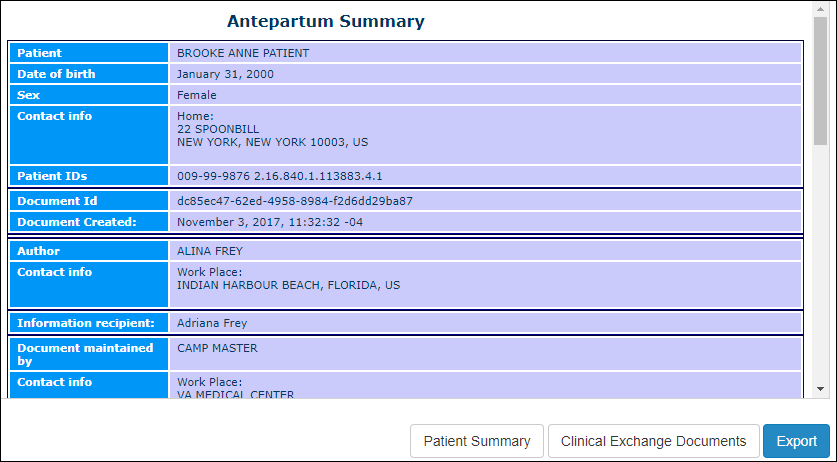 Antepartum Summary
Patient BROOKE ANNE PATIENT
Date of birth January 31, 2000
Sex Female
Contact info Home:
22 SPOONBILL
NEW YORK, NEW YORK 10003, US
Patient IDs 009-99-9876 2.16.840.1.113883.4.1
Document Id dc85ec47-62ed-4958-8984-f2d6dd29ba87
Document Created: November 3, 2017, 11:32:32 -04
Author ALINA FREY
Contact info Work Place:
INDIAN HARBOUR BEACH, FLORIDA, US
Information recipient: Adriana Frey
Document maintained CAMP MASTER
by
Contact info Work Place:
VA MEDICAL CENTER
Patient Summary Clinical Exchange Documents Export